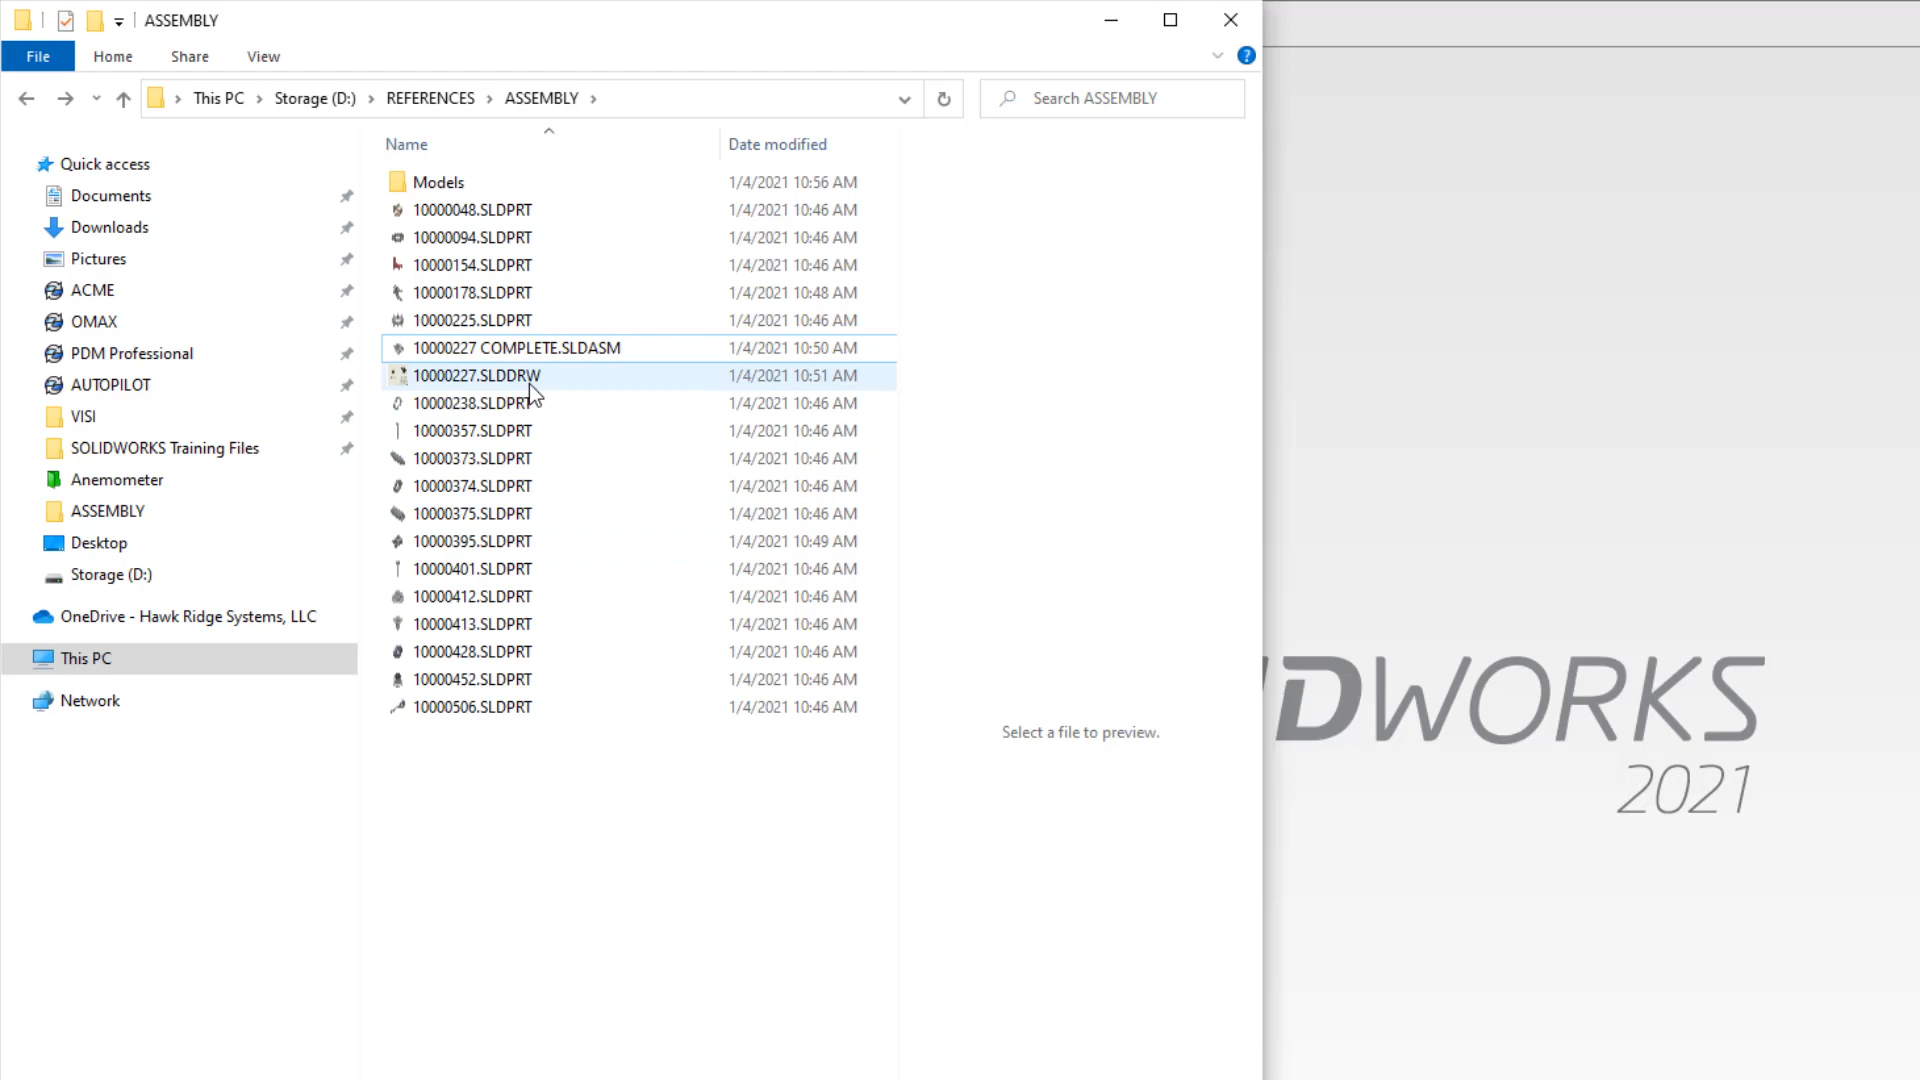 ASSEMBLY
File Home Share View
This PC Storage (D:) REFERENCES ASSEMBLY Search ASSEMBLY
Name Date modified
Quick access
Documents
Downloads
Pictures
ACME
OMAX
PDM Professional
AUTOPILOT
VISI
SOLIDWORKS Training Files
Anemometer
ASSEMBLY
Desktop
Storage (D:)
OneDrive - Hawk Ridge Systems, LLC
This PC
Network
Models 1/4/2021 10:56 AM
10000048.SLDPRT 1/4/2021 10:46 AM
10000094.SLDPRT 1/4/2021 10:46 AM
10000154.SLDPRT 1/4/2021 10:46 AM
10000178.SLDPRT 1/4/2021 10:48 AM
10000225.SLDPRT 1/4/2021 10:46 AM
10000227 COMPLETE.SLDASM 1/4/2021 10:50 AM
10000227.SLDDRW 1/4/2021 10:51 AM
10000238.SLDPRT 1/4/2021 10:46 AM
10000357.SLDPRT 1/4/2021 10:46 AM
10000373.SLDPRT 1/4/2021 10:46 AM
10000374.SLDPRT 1/4/2021 10:46 AM
10000375.SLDPRT 1/4/2021 10:46 AM
10000395.SLDPRT 1/4/2021 10:49 AM
10000401.SLDPRT 1/4/2021 10:46 AM
10000412.SLDPRT 1/4/2021 10:46 AM
10000413.SLDPRT 1/4/2021 10:46 AM
10000428.SLDPRT 1/4/2021 10:46 AM
10000452.SLDPRT 1/4/2021 10:46 AM
10000506.SLDPRT 1/4/2021 10:46 AM
Select a file to preview.
IDWORKS
2021